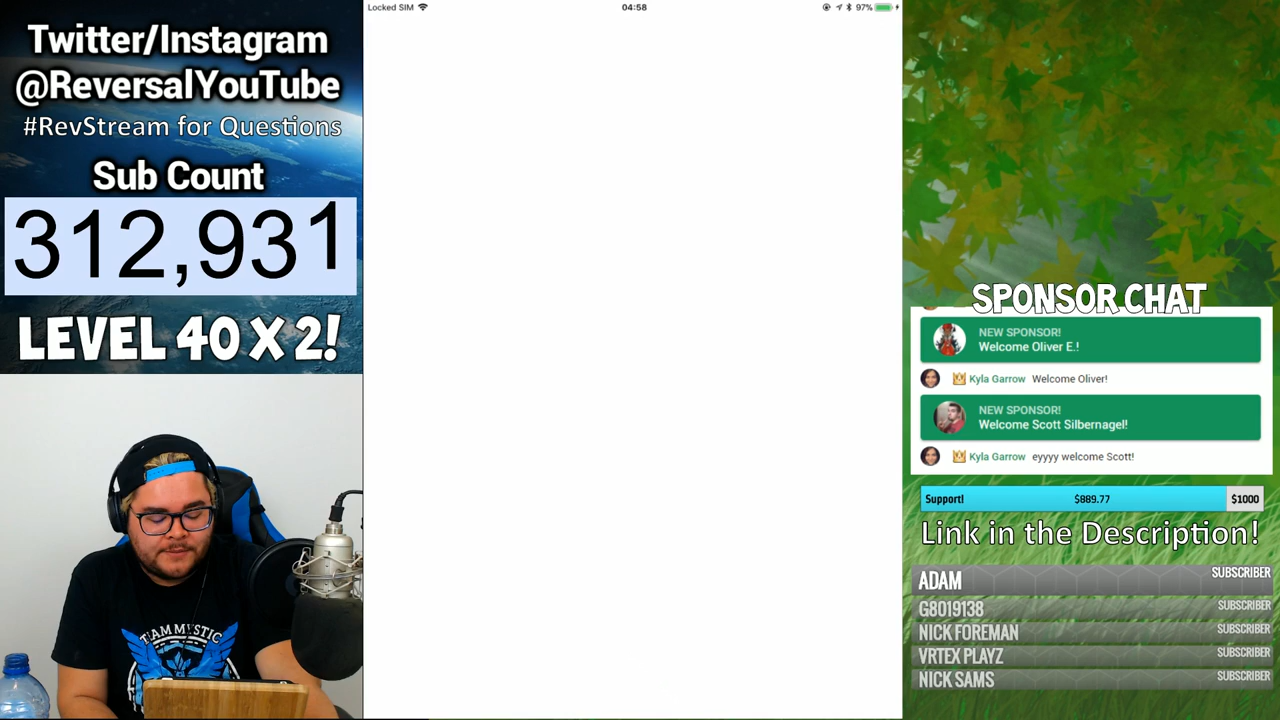 Twitter/Instagram
@ReversalYouTube
#RevStream for Questions
Sub Count
312,931
LEVEL 40 X 2!
TEAM MYSTIC
Locked SIM
04:58
97%
SPONSOR CHAT
NEW SPONSOR!
Welcome Oliver E.!
Kyla Garrow Welcome Oliver!
NEW SPONSOR!
Welcome Scott Silbernagel!
Kyla Garrow eyyyy welcome Scott!
Support! $889.77 $1000
Link in the Description!
ADAM SUBSCRIBER
G8019138 SUBSCRIBER
NICK FOREMAN SUBSCRIBER
VRTEX PLAYZ SUBSCRIBER
NICK SAMS SUBSCRIBER